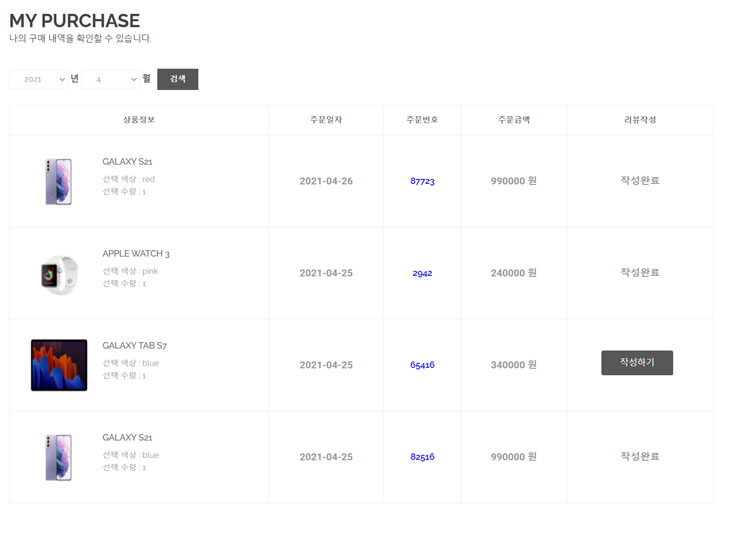 MY PURCHASE
나의 구매 내역을 확인할 수 있습니다.
2021 년 4 월 검색
상품정보 주문일자 주문번호 주문금액 리뷰작성
GALAXY S21
선택 색상 : red
선택 수량 : 1
2021-04-26 87723 990000 원 작성완료
APPLE WATCH 3
선택 색상 : pink
선택 수량 : 1
2021-04-25 2942 240000 원 작성완료
GALAXY TAB S7
선택 색상 : blue
선택 수량 : 1
2021-04-25 65416 340000 원 작성하기
GALAXY S21
선택 색상 : blue
선택 수량 : 1
2021-04-25 82516 990000 원 작성완료